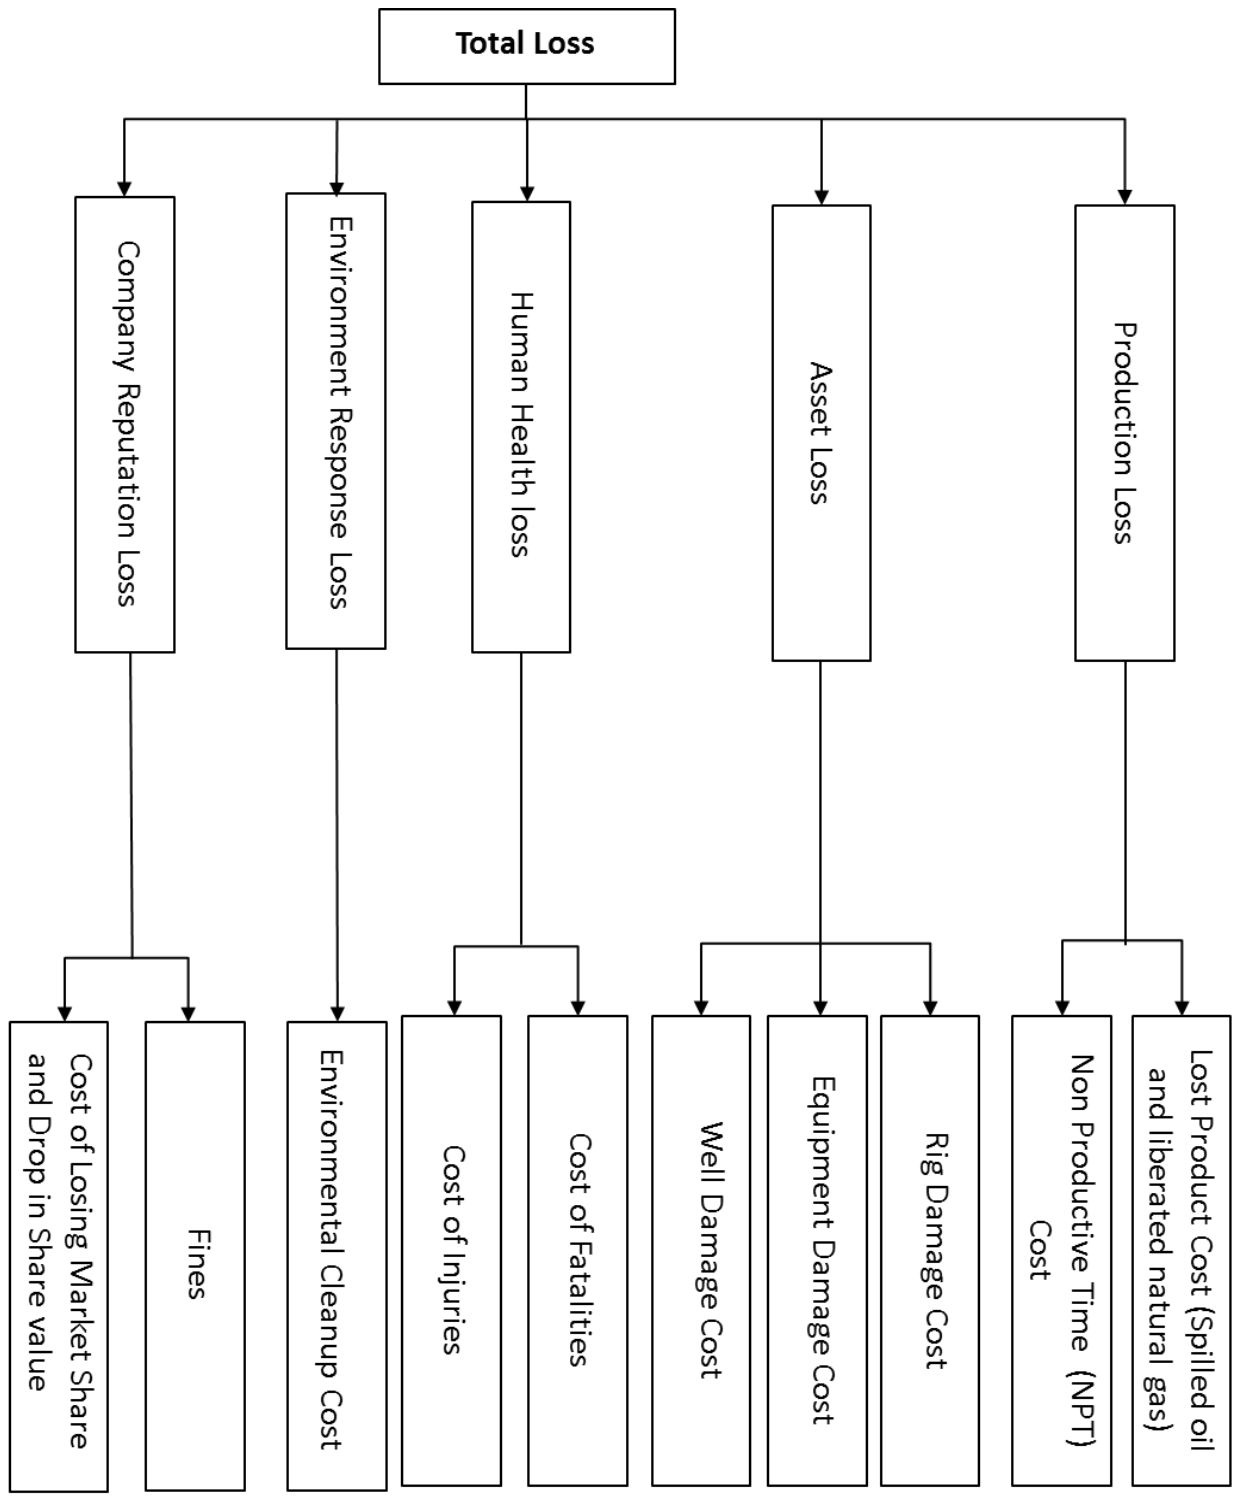 Total Loss
Company Reputation Loss
Environment Response Loss
Human Health loss
Asset Loss
Production Loss
Cost of Losing Market Share
and Drop in Share value
Fines
Environmental Cleanup Cost
Cost of Injuries
Cost of Fatalities
Well Damage Cost
Equipment Damage Cost
Rig Damage Cost
Non Productive Time (NPT)
Cost
Lost Product Cost (Spilled oil
and liberated natural gas)